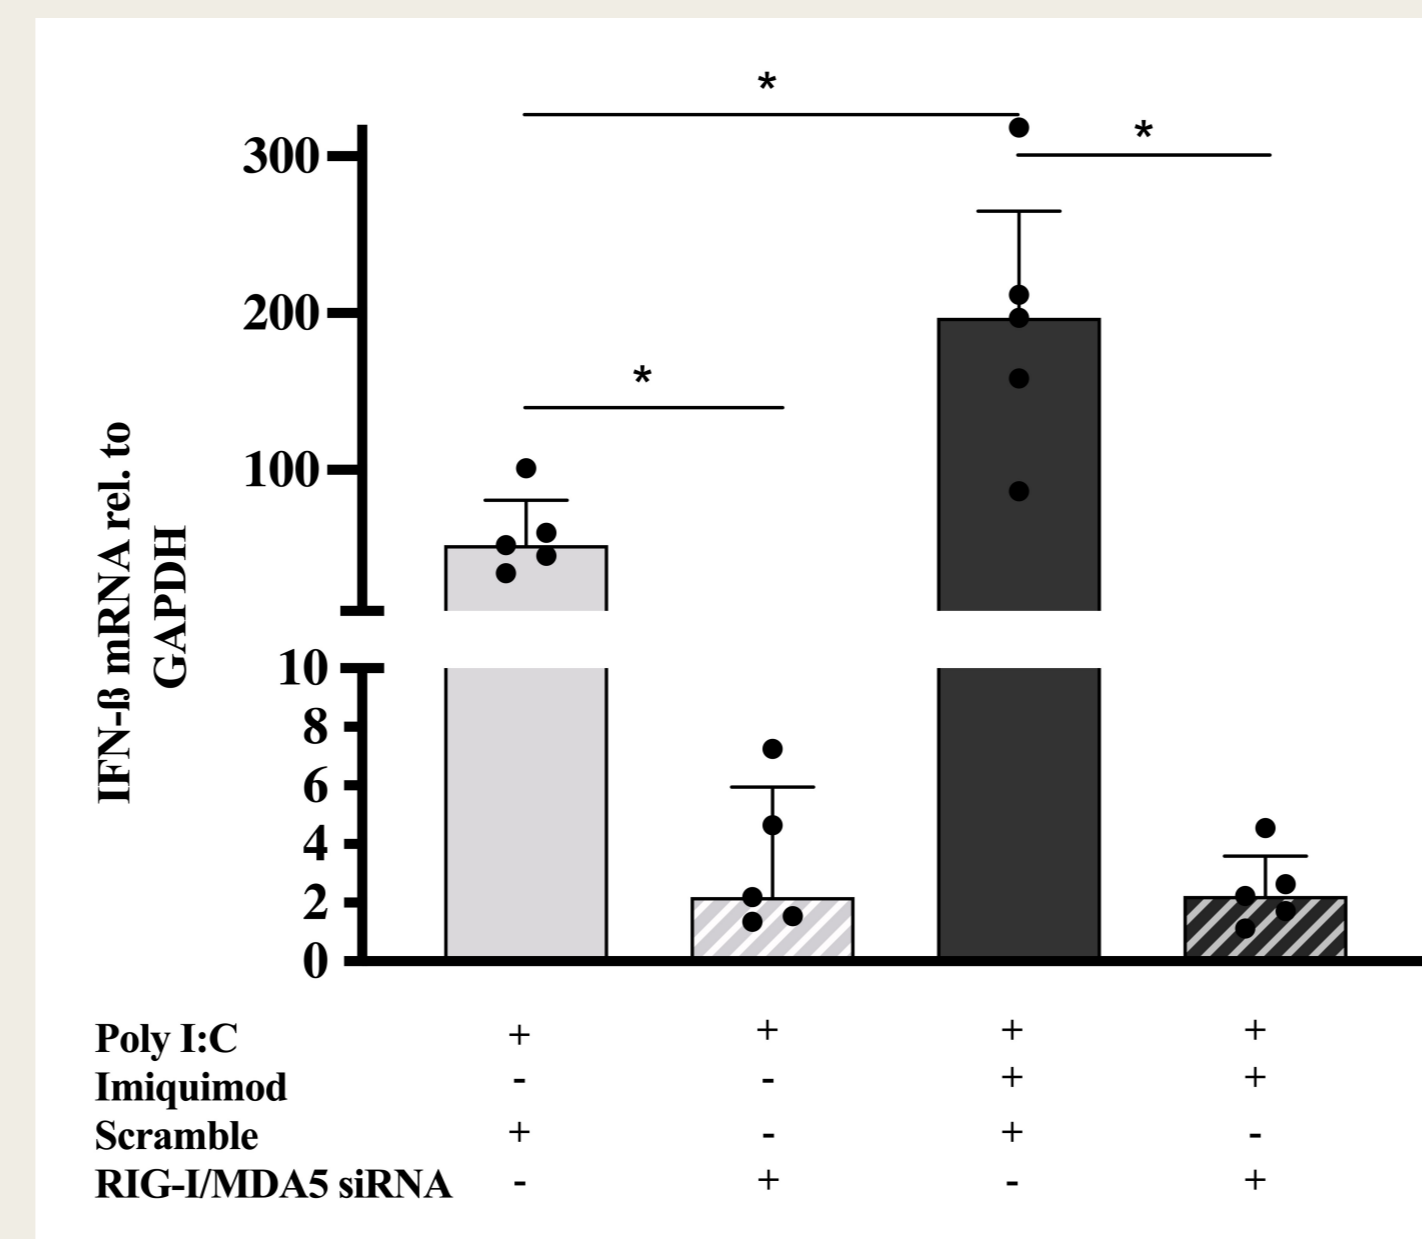 *
*
300
200
*
100
IFN-ß mRNA rel. to
GAPDH
10
8
6
4
2
0
Poly I:C + + + +
Imiquimod - - + +
Scramble + - + -
RIG-I/MDA5 siRNA - + - +